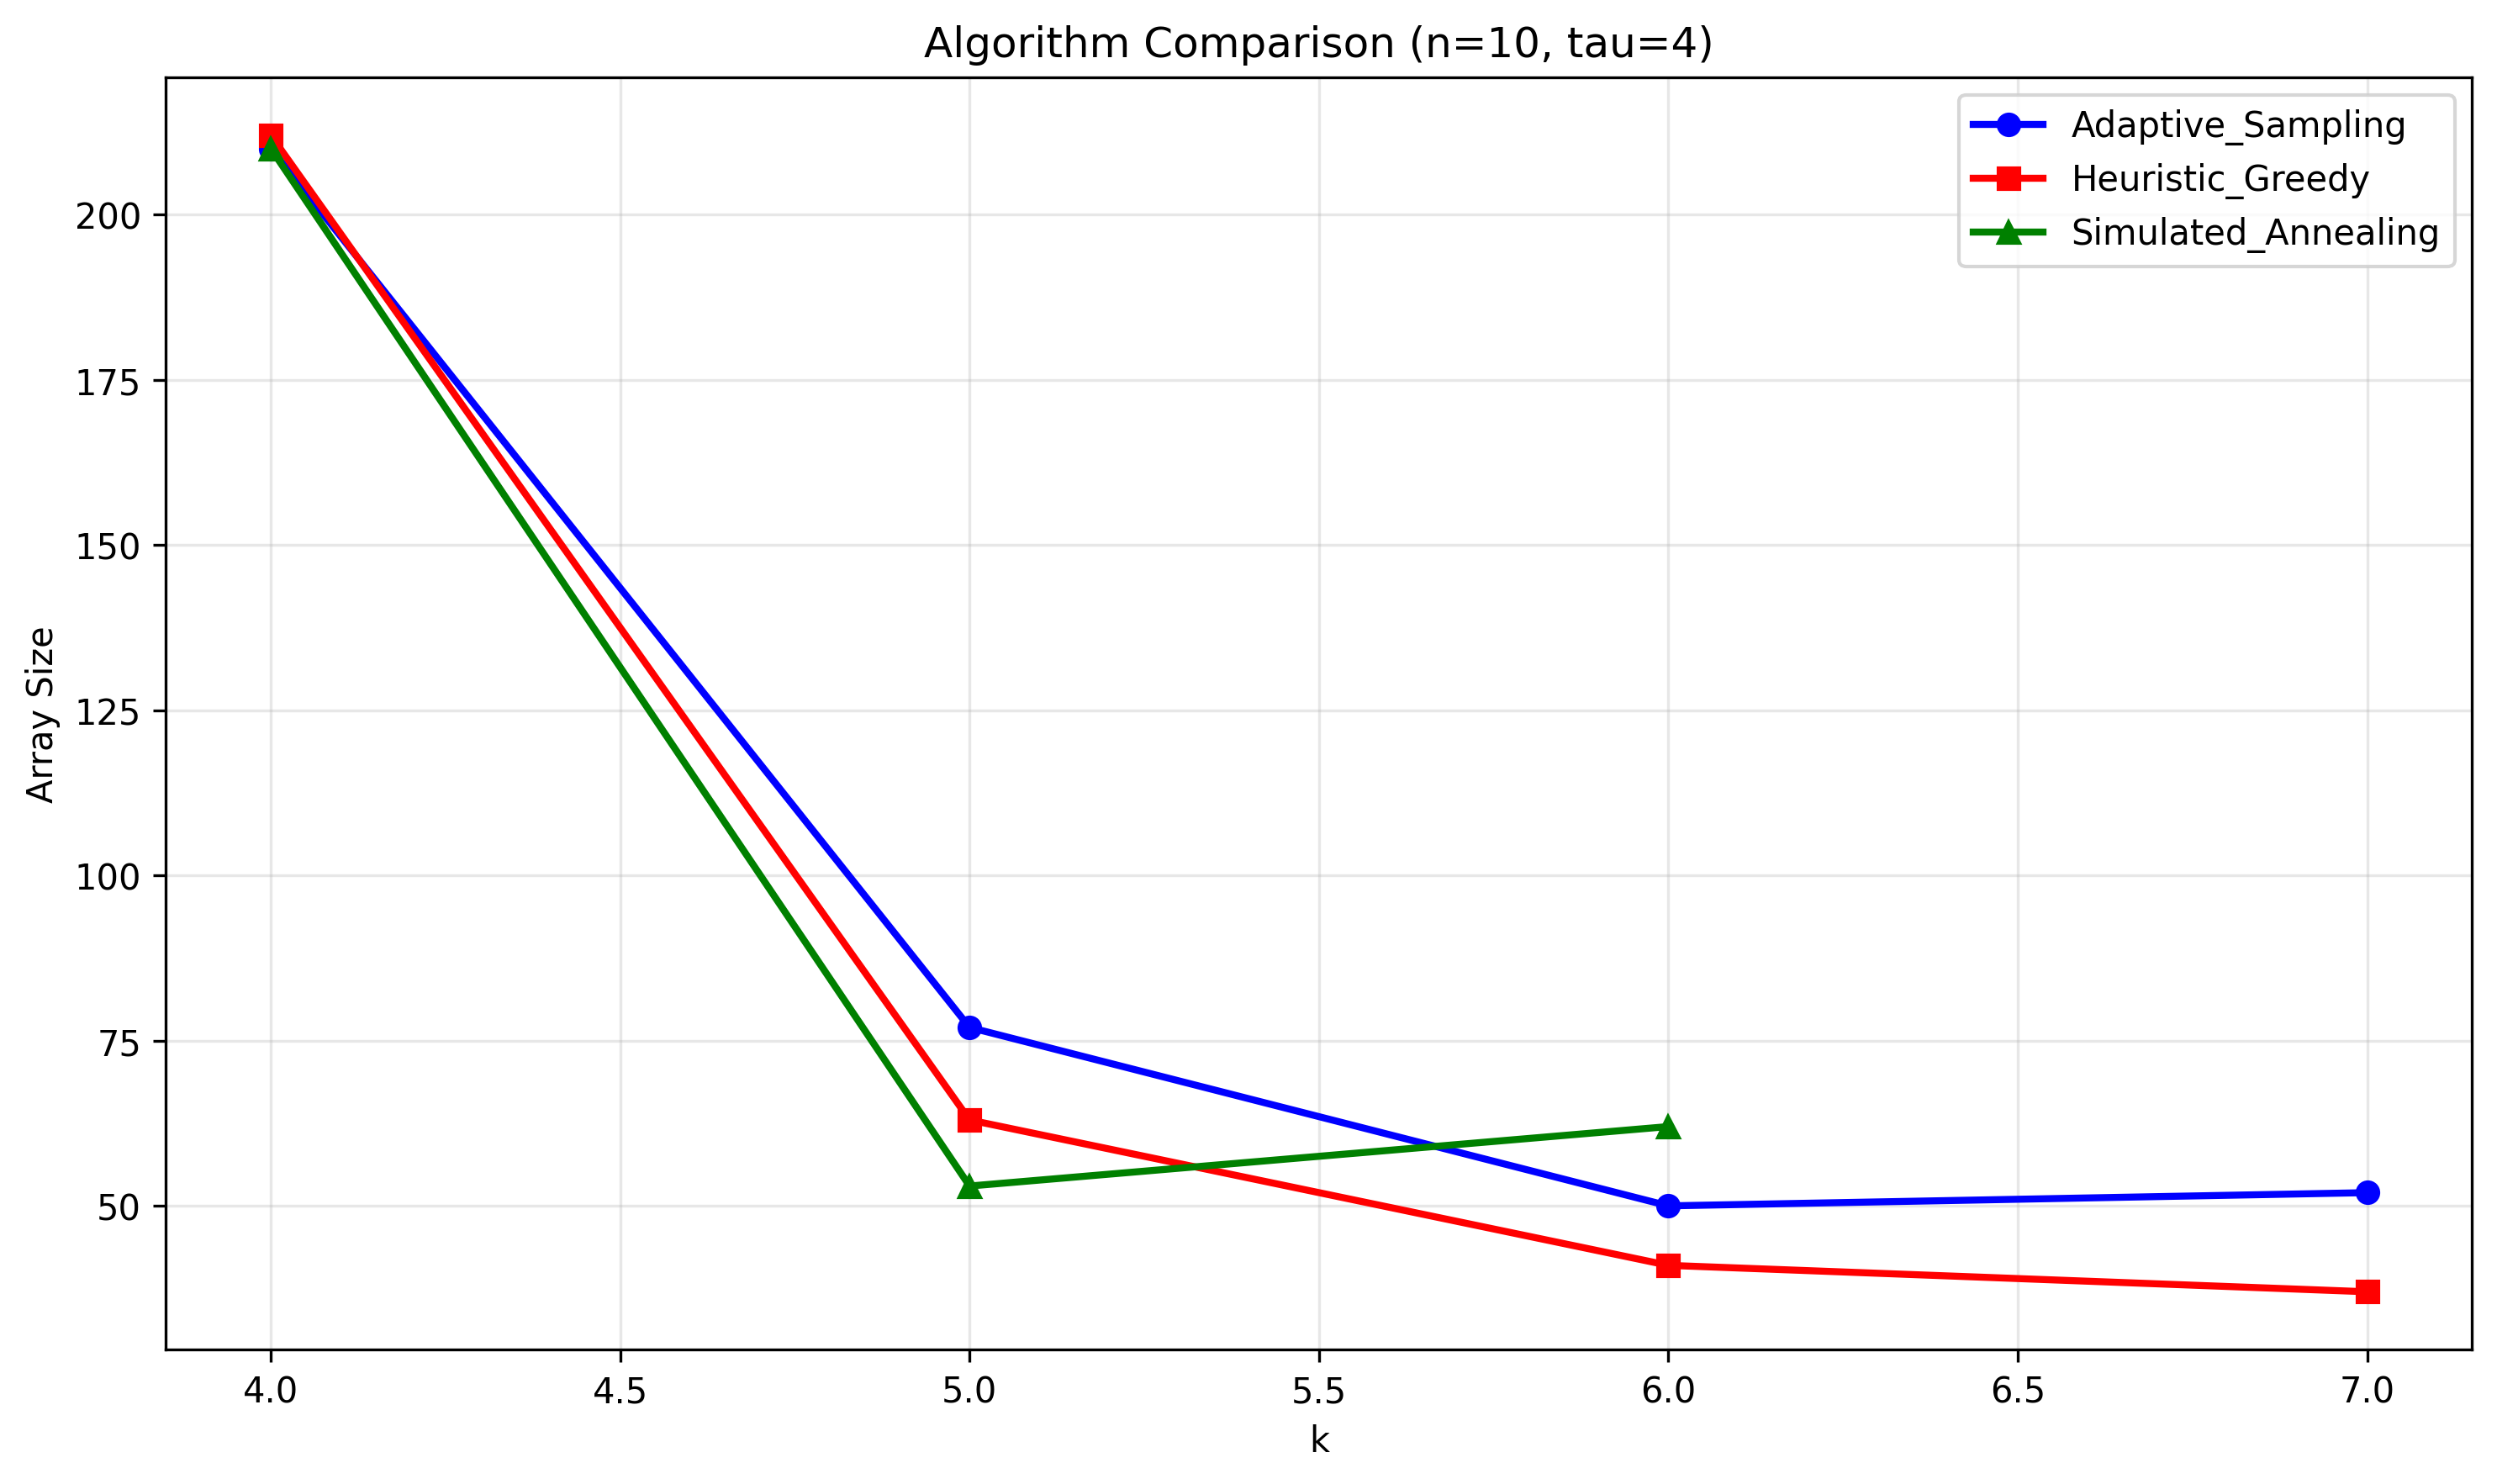 Algorithm Comparison (n=10, tau=4)
Adaptive_Sampling
Heuristic_Greedy
Simulated_Annealing
Array Size
200
175
150
125
100
75
50
4.0
4.5
5.0
5.5
6.0
6.5
7.0
k